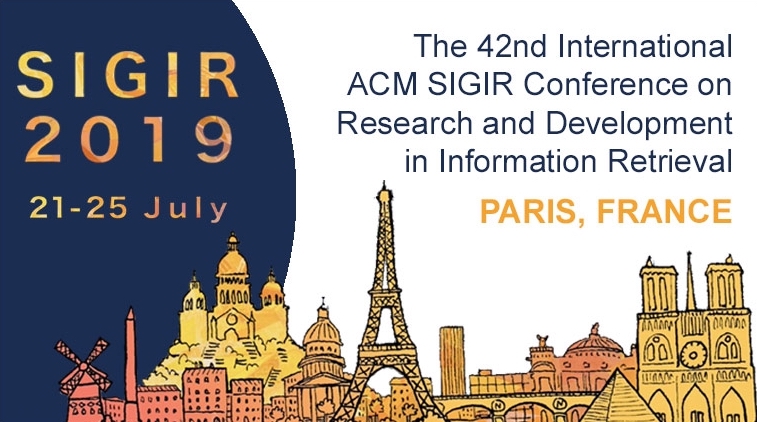 SIGIR
2019
21-25 July
The 42nd International
ACM SIGIR Conference on
Research and Development
in Information Retrieval
PARIS, FRANCE